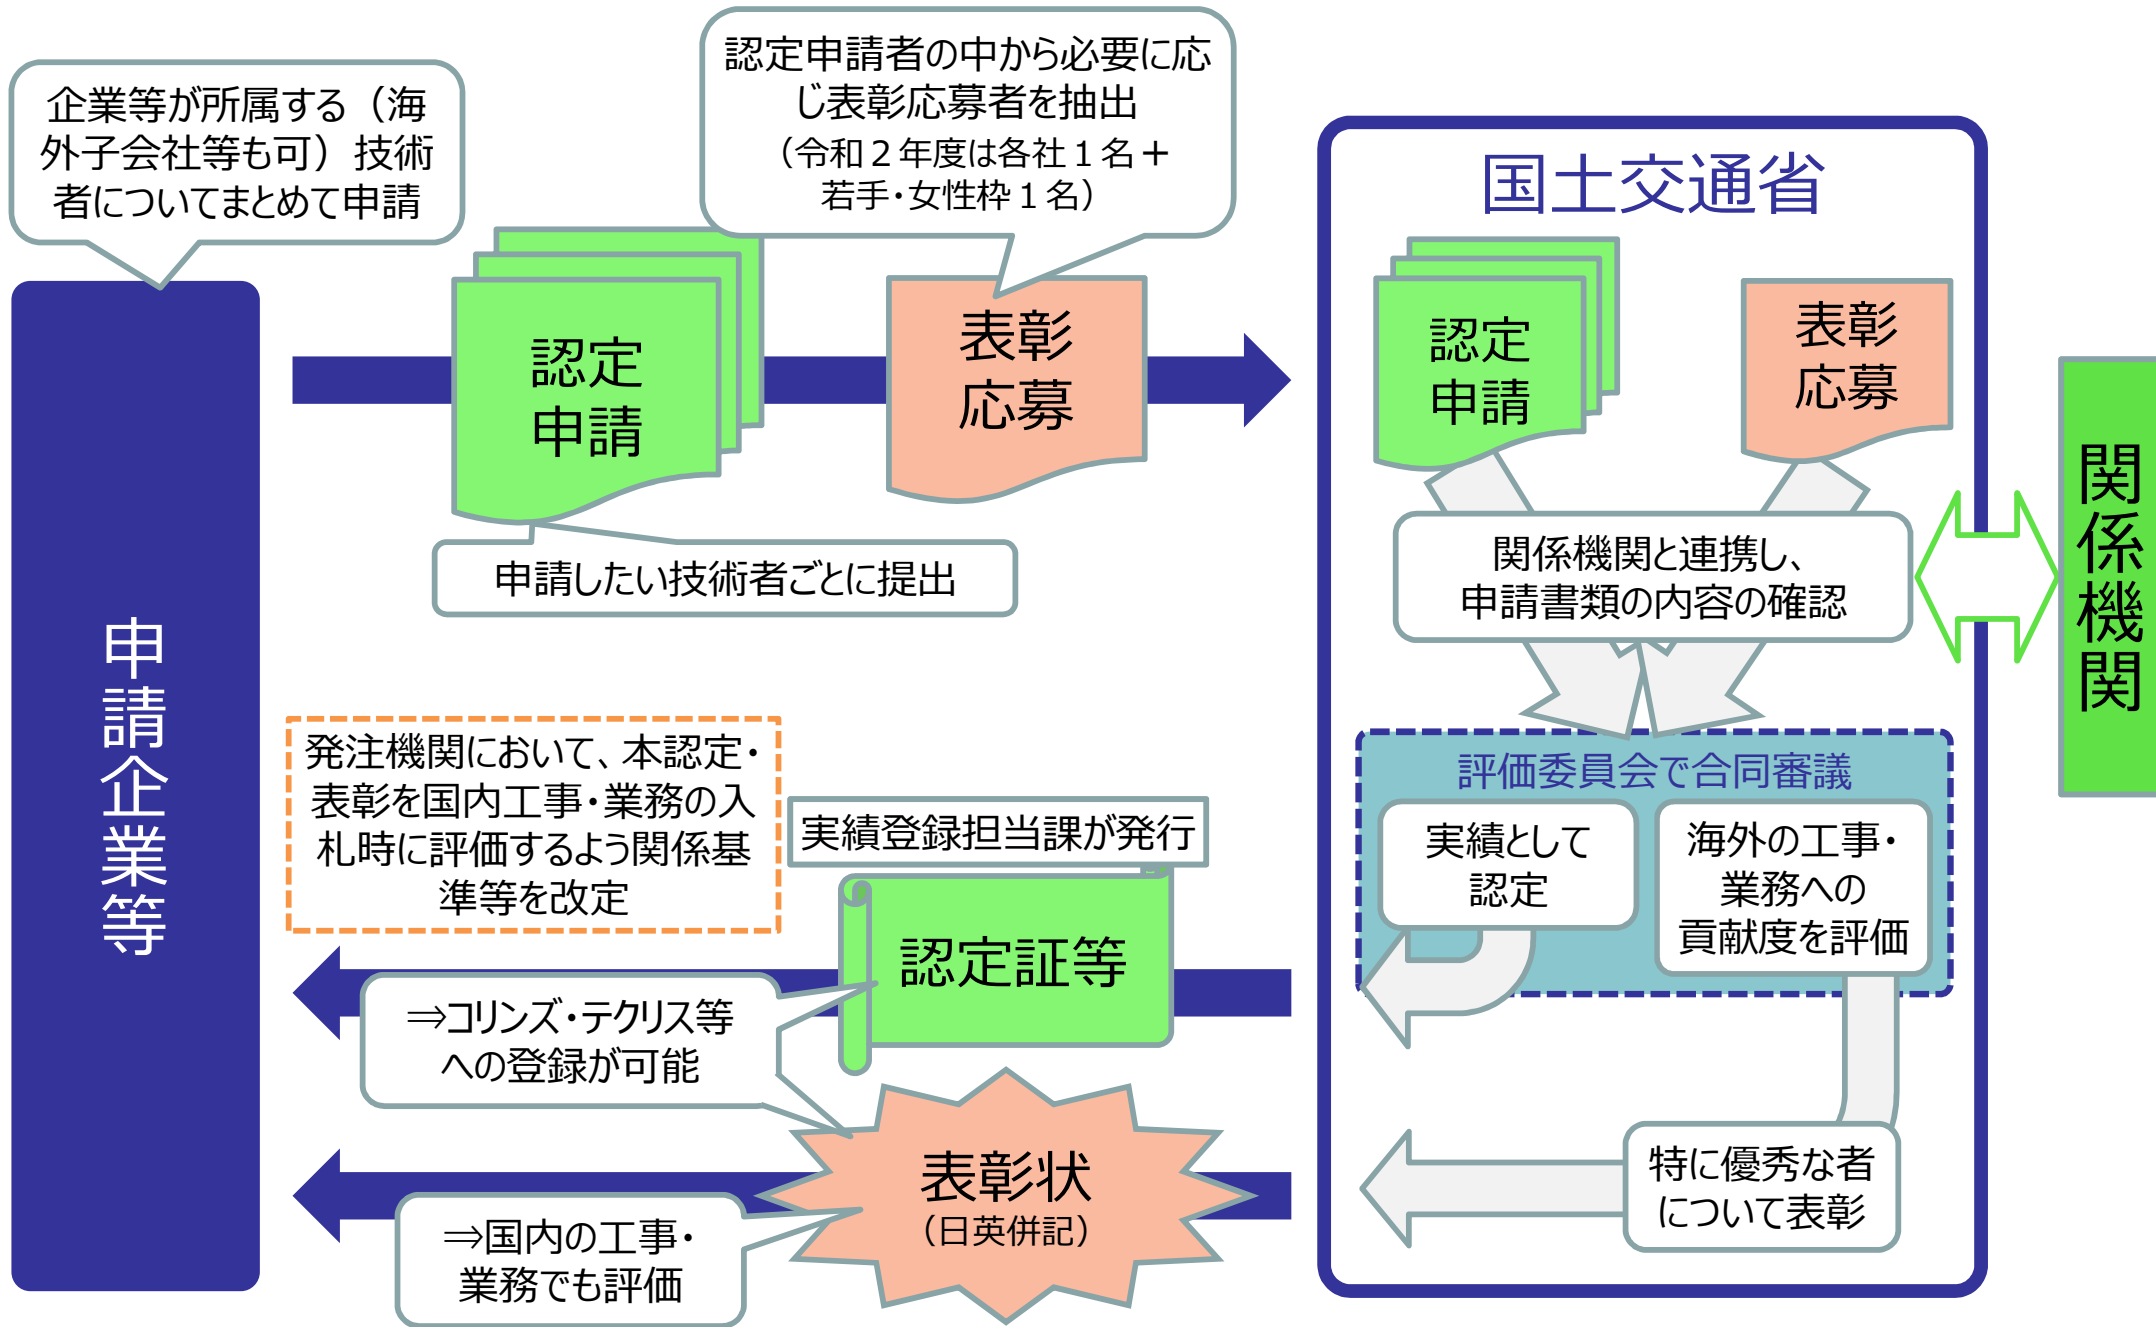 企業等が所属する（海
外子会社等も可）技術
者についてまとめて申請
認定申請者の中から必要に応
じ表彰応募者を抽出
（令和２年度は各社１名＋
若手・女性枠１名）
申請企業等
認定
申請
表彰
応募
申請したい技術者ごとに提出
国土交通省
認定
申請
表彰
応募
関係機関と連携し、
申請書類の内容の確認
関係機関
評価委員会で合同審議
実績として
認定
海外の工事・
業務への
貢献度を評価
特に優秀な者
について表彰
発注機関において、本認定・
表彰を国内工事・業務の入
札時に評価するよう関係基
準等を改定
実績登録担当課が発行
認定証等
⇒コリンズ・テクリス等
への登録が可能
表彰状
（日英併記）
⇒国内の工事・
業務でも評価